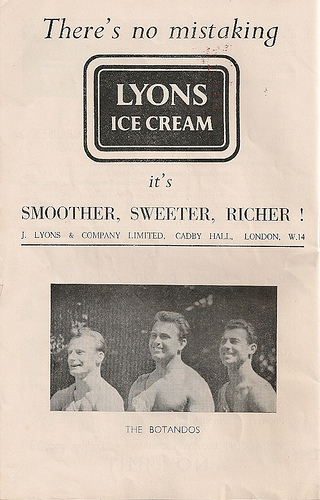 There's no mistaking
LYONS
ICE CREAM
it's
SMOOTHER, SWEETER, RICHER !
J. LYONS & COMPANY LIMITED, CADBY HALL, LONDON, W.14
THE BOTANDOS